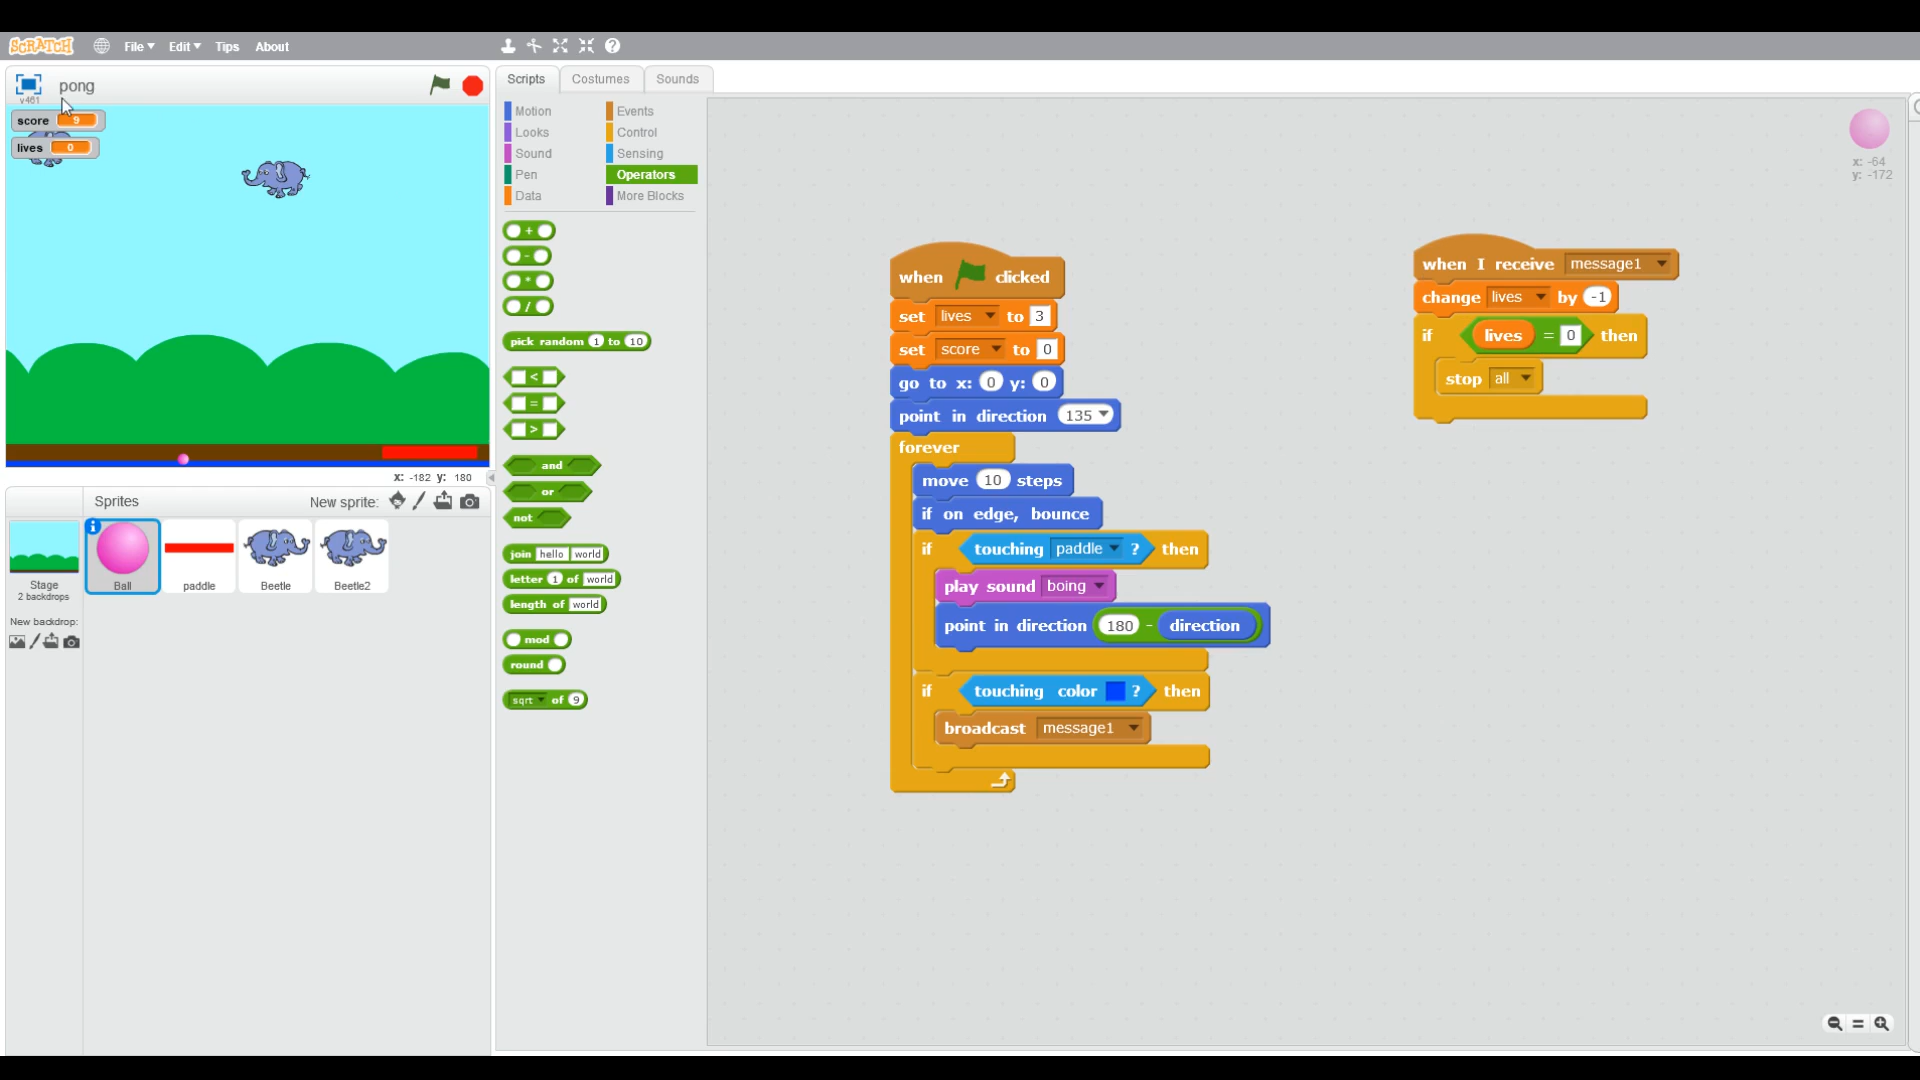 SCRATCH File Edit Tips About
pong
v461
score 9
lives 0
x: -182 y: 180
Sprites New sprite:
Stage
2 backdrops
New backdrop:
Ball
paddle
Beetle
Beetle2
Scripts Costumes Sounds
Motion Events
Looks Control
Sound Sensing
Pen Operators
Data More Blocks
+
-
*
/
pick random 1 to 10
<
=
>
and
or
not
join hello world
letter 1 of world
length of world
mod
round
sqrt of 9
when clicked
set lives to 3
set score to 0
go to x: 0 y: 0
point in direction 135
forever
move 10 steps
if on edge, bounce
if touching paddle ? then
play sound boing
point in direction 180 - direction
if touching color ? then
broadcast message1
when I receive message1
change lives by -1
if lives = 0 then
stop all
x: -64
y: -172